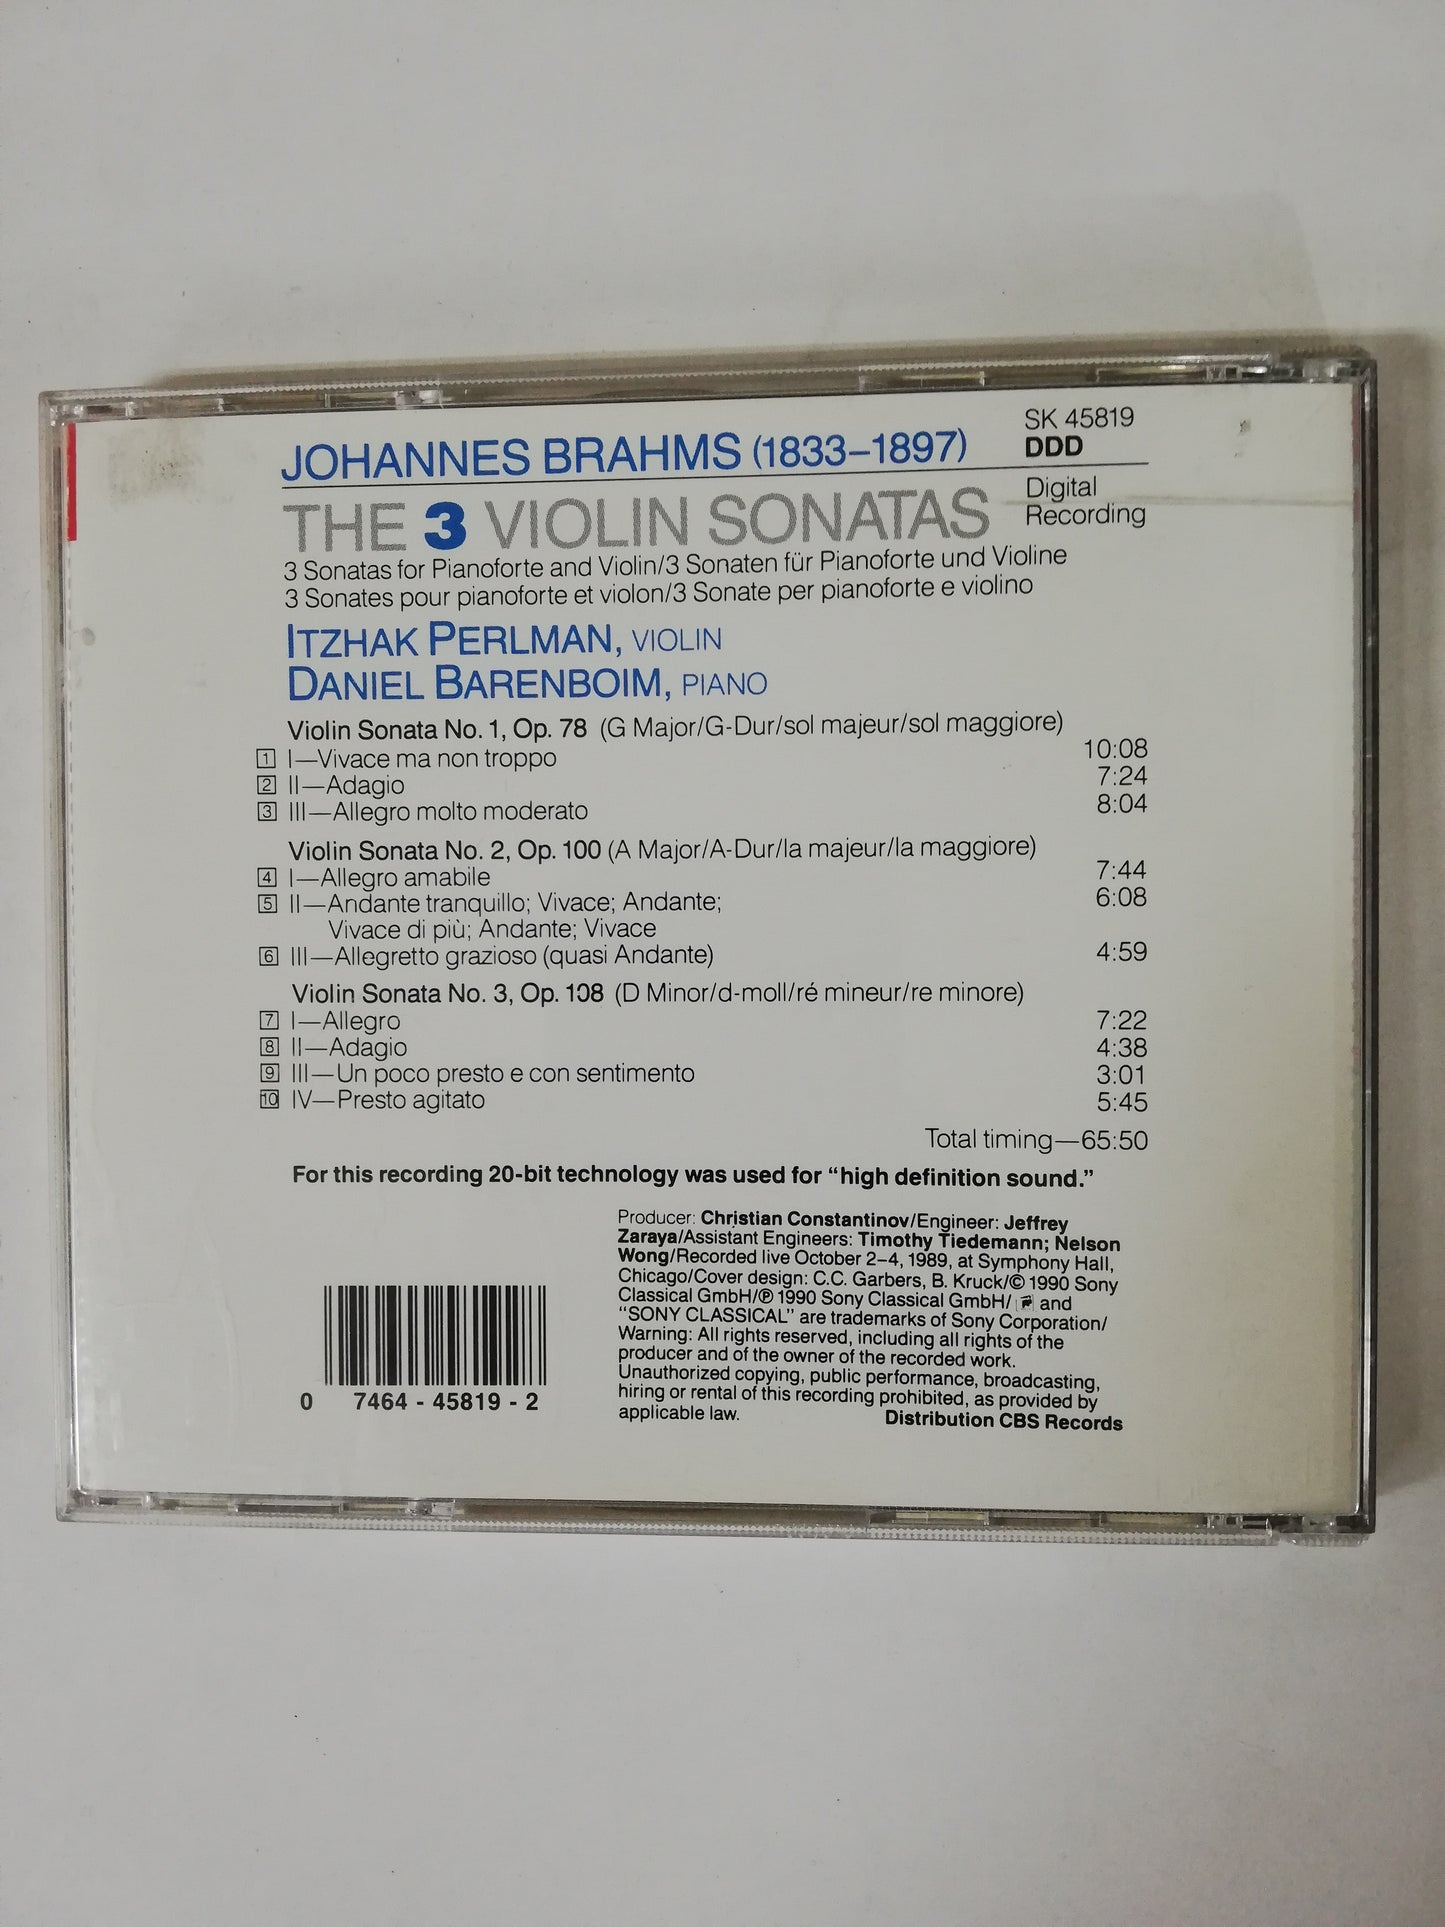 JOHANNES BRAHMS (1833–1897)
SK 45819
DDD
Digital
Recording
THE 3 VIOLIN SONATAS
3 Sonatas for Pianoforte and Violin/3 Sonaten für Pianoforte und Violine
3 Sonates pour pianoforte et violon/3 Sonate per pianoforte e violino
ITZHAK PERLMAN, VIOLIN
DANIEL BARENBOIM, PIANO
Violin Sonata No. 1, Op. 78 (G Major/G-Dur/sol majeur/sol maggiore)
1 I—Vivace ma non troppo 10:08
2 II—Adagio 7:24
3 III—Allegro molto moderato 8:04
Violin Sonata No. 2, Op. 100 (A Major/A-Dur/la majeur/la maggiore)
4 I—Allegro amabile 7:44
5 II—Andante tranquillo; Vivace; Andante; 6:08
Vivace di più; Andante; Vivace
6 III—Allegretto grazioso (quasi Andante) 4:59
Violin Sonata No. 3, Op. 108 (D Minor/d-moll/ré mineur/re minore)
7 I—Allegro 7:22
8 II—Adagio 4:38
9 III—Un poco presto e con sentimento 3:01
10 IV—Presto agitato 5:45
Total timing—65:50
For this recording 20-bit technology was used for “high definition sound.”
Producer: Christian Constantinov/Engineer: Jeffrey
Zaraya/Assistant Engineers: Timothy Tiedemann; Nelson
Wong/Recorded live October 2–4, 1989, at Symphony Hall,
Chicago/Cover design: C.C. Garbers, B. Kruck/© 1990 Sony
Classical GmbH/℗ 1990 Sony Classical GmbH/ and
“SONY CLASSICAL” are trademarks of Sony Corporation/
Warning: All rights reserved, including all rights of the
producer and of the owner of the recorded work.
Unauthorized copying, public performance, broadcasting,
hiring or rental of this recording prohibited, as provided by
applicable law. Distribution CBS Records
0 7464 - 45819 - 2